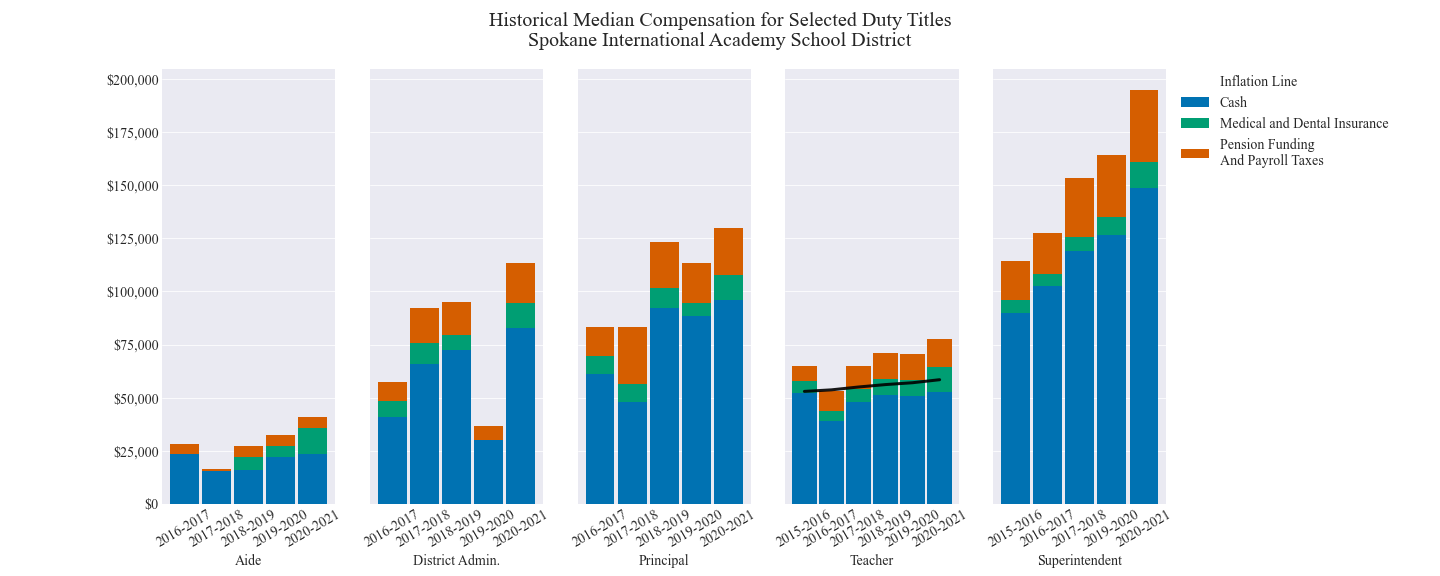 Historical Median Compensation for Selected Duty Titles
Spokane International Academy School District
$200,000
$175,000
$150,000
$125,000
$100,000
$75,000
$50,000
$25,000
$0
2016-2017
2017-2018
2018-2019
2019-2020
2020-2021
Aide
2016-2017
2017-2018
2018-2019
2019-2020
2020-2021
District Admin.
2016-2017
2017-2018
2018-2019
2019-2020
2020-2021
Principal
2015-2016
2016-2017
2017-2018
2018-2019
2019-2020
2020-2021
Teacher
2015-2016
2016-2017
2017-2018
2019-2020
2020-2021
Superintendent
Inflation Line
Cash
Medical and Dental Insurance
Pension Funding
And Payroll Taxes